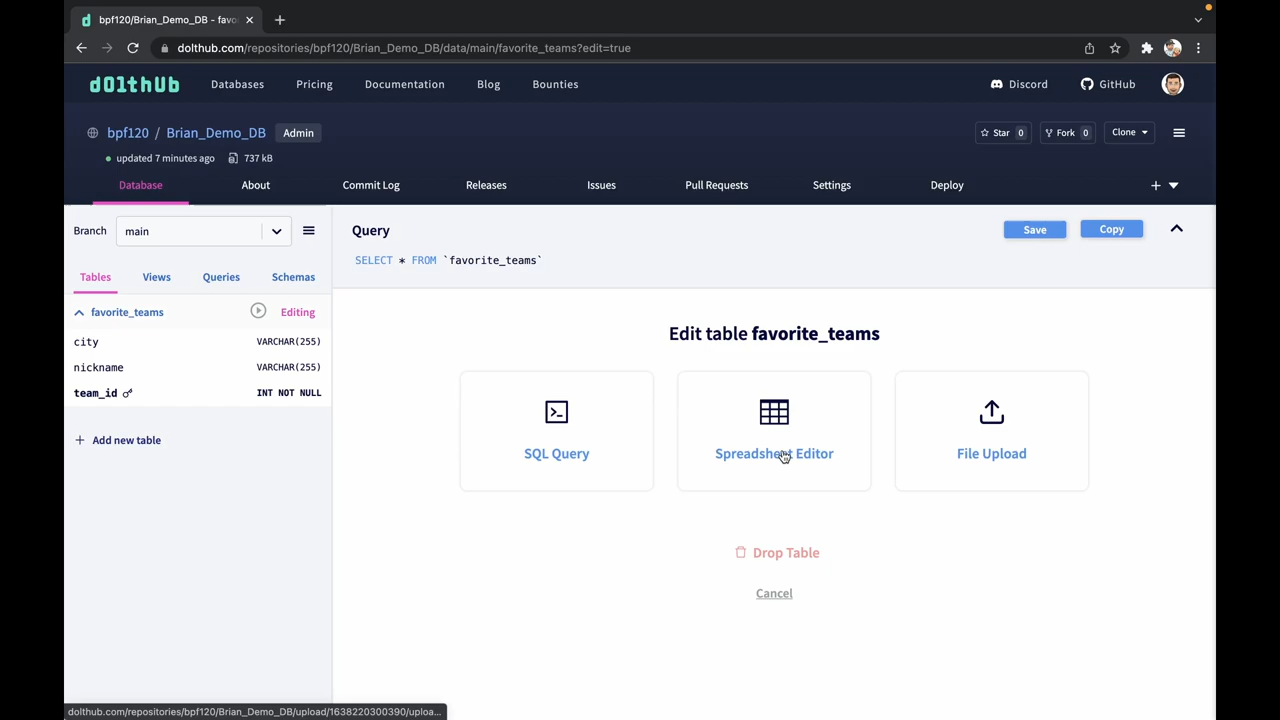 bpf120/Brian_Demo_DB - favo
dolthub.com/repositories/bpf120/Brian_Demo_DB/data/main/favorite_teams?edit=true
dolthub
Databases
Pricing
Documentation
Blog
Bounties
Discord
GitHub
bpf120 / Brian_Demo_DB
Admin
Star 0
Fork 0
Clone
updated 7 minutes ago
737 kB
Database
About
Commit Log
Releases
Issues
Pull Requests
Settings
Deploy
Branch
main
Tables
Views
Queries
Schemas
favorite_teams
Editing
city VARCHAR(255)
nickname VARCHAR(255)
team_id INT NOT NULL
Add new table
Query
Save
Copy
SELECT * FROM `favorite_teams`
Edit table favorite_teams
SQL Query
Spreadsheet Editor
File Upload
Drop Table
Cancel
dolthub.com/repositories/bpf120/Brian_Demo_DB/upload/1638220300390/uploa...